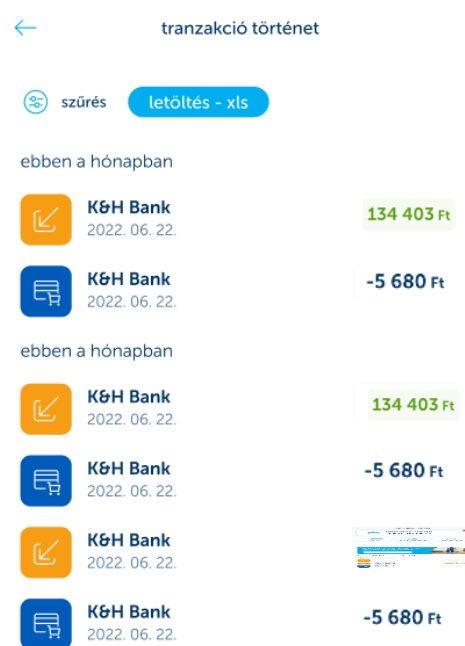 tranzakció történet
szűrés
letöltés - xls
ebben a hónapban
K&H Bank 134 403 Ft
2022. 06. 22.
K&H Bank -5 680 Ft
2022. 06. 22.
ebben a hónapban
K&H Bank 134 403 Ft
2022. 06. 22.
K&H Bank -5 680 Ft
2022. 06. 22.
K&H Bank
2022. 06. 22.
K&H Bank -5 680 Ft
2022. 06. 22.